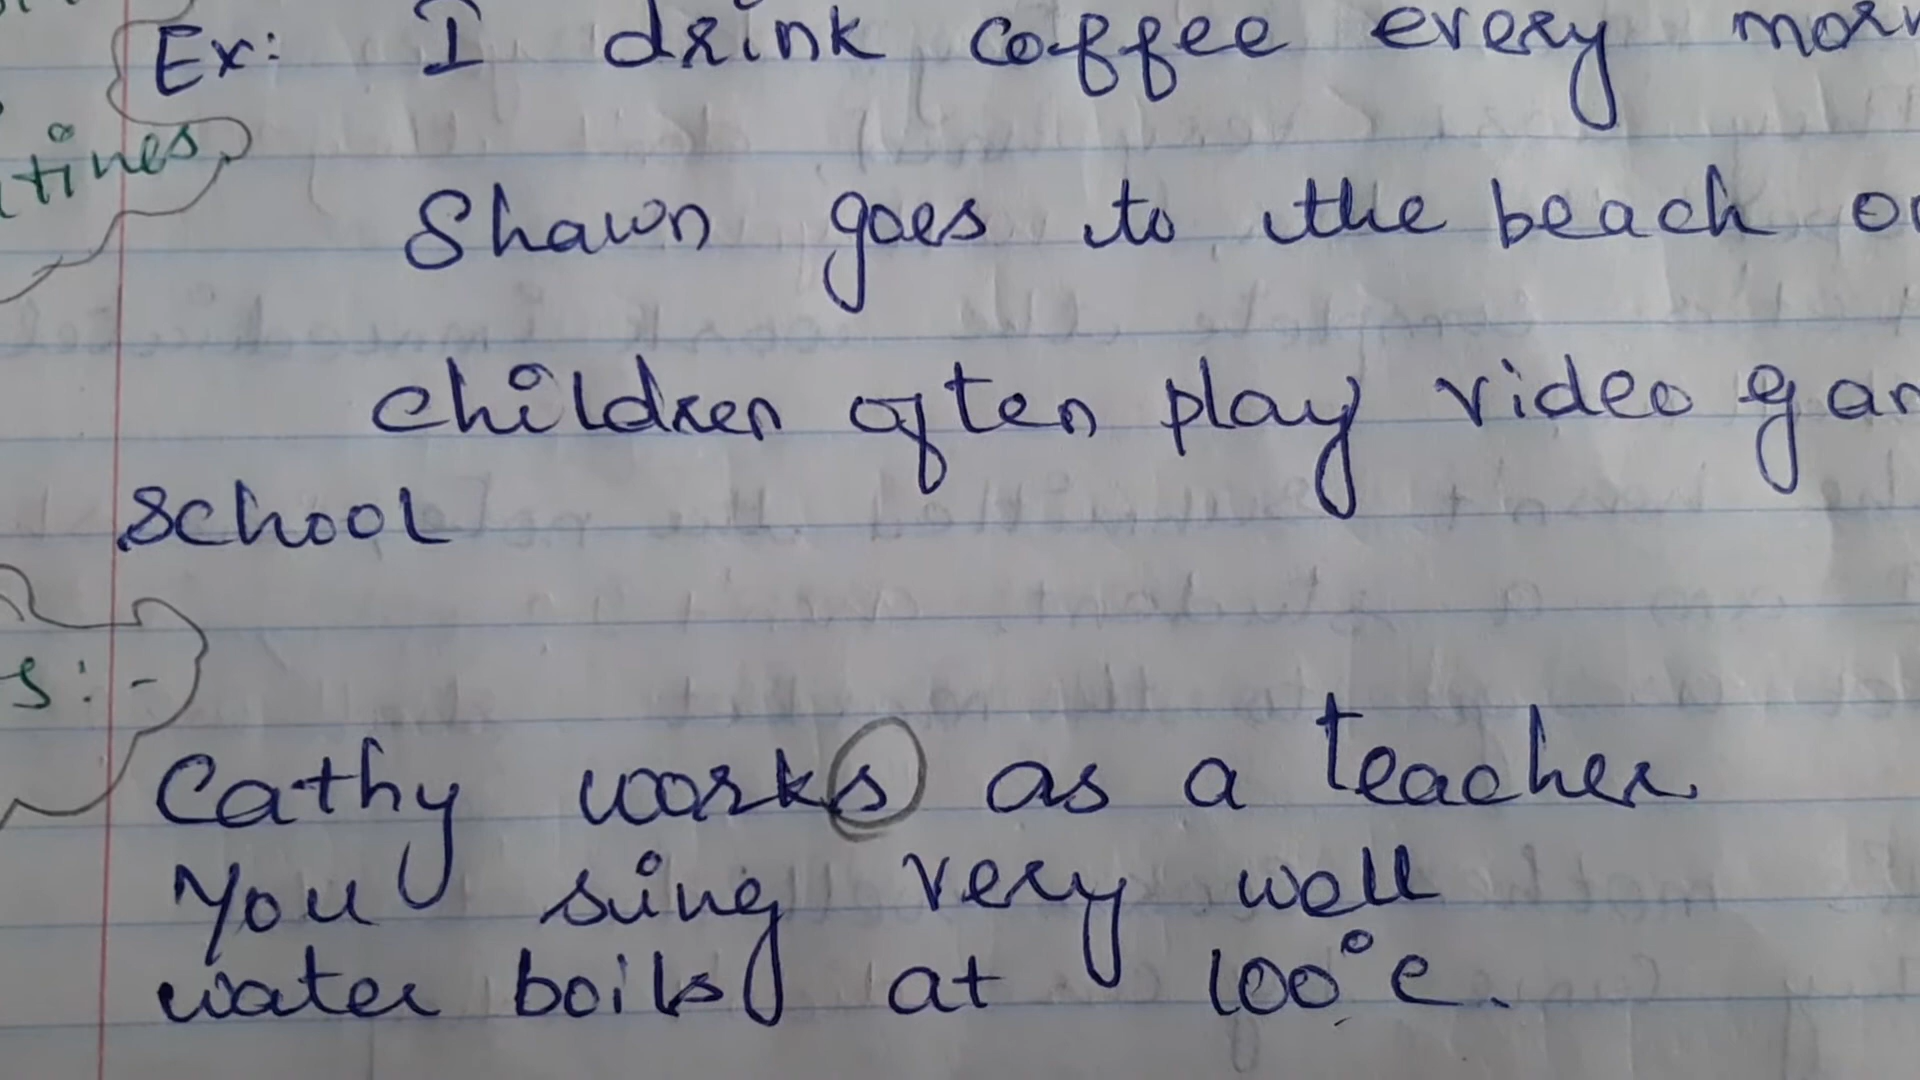 Ex: I drink coffee every
tines
Shawn goes to the beach
children often play video
school
s:-
Cathy works as a teacher
You sing very well
water boils at 100°c.